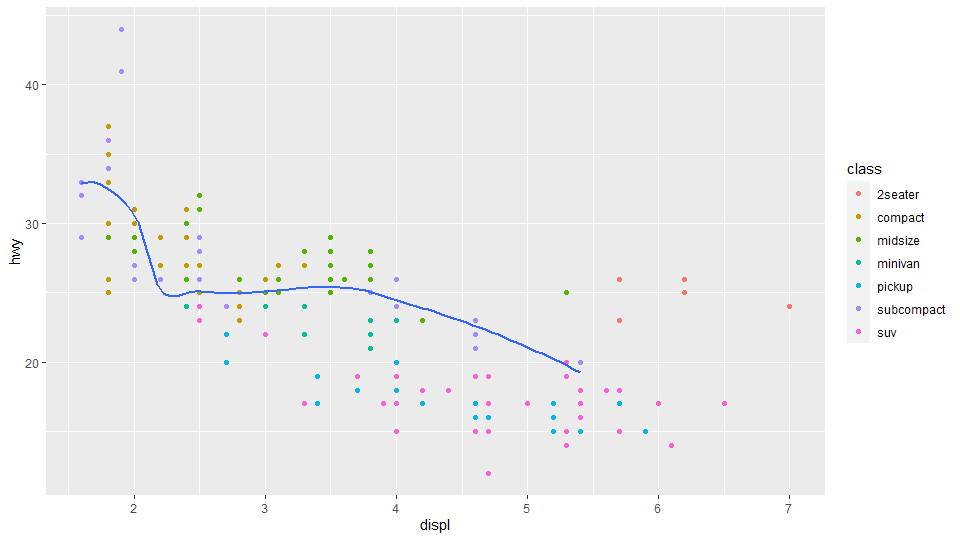 hwy
40
30
20
2
3
4
5
6
7
displ
class
2seater
compact
midsize
minivan
pickup
subcompact
suv